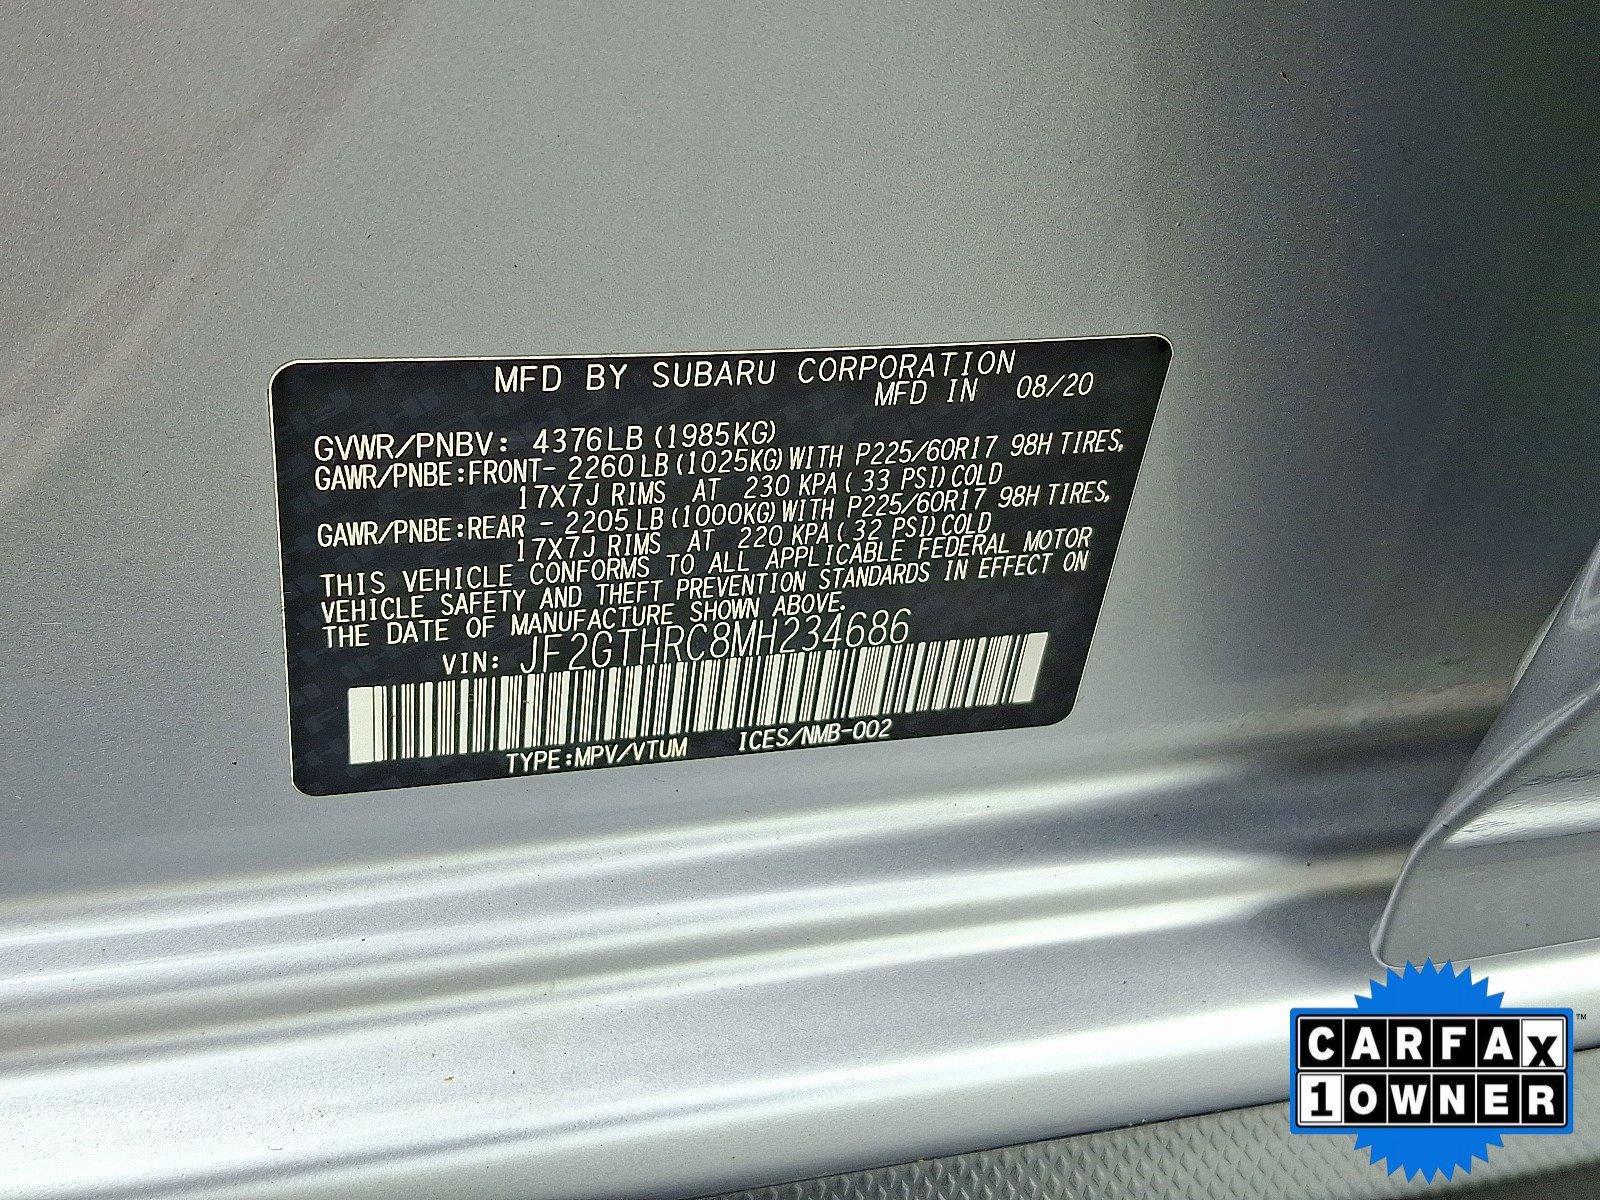 MFD BY SUBARU CORPORATION
MFD IN 08/20
GVWR/PNBV: 4376LB (1985KG)
GAWR/PNBE:FRONT- 2260 LB (1025KG) WITH P225/60R17 98H TIRES,
17X7J RIMS AT 230 KPA ( 33 PSI) COLD
GAWR/PNBE:REAR - 2205 LB (1000KG) WITH P225/60R17 98H TIRES,
17X7J RIMS AT 220 KPA ( 32 PSI) COLD
THIS VEHICLE CONFORMS TO ALL APPLICABLE FEDERAL MOTOR
VEHICLE SAFETY AND THEFT PREVENTION STANDARDS IN EFFECT ON
THE DATE OF MANUFACTURE SHOWN ABOVE.
VIN: JF2GTHRC8MH234686
TYPE:MPV/VTUM ICES/NMB-002
CARFAX™
1OWNER